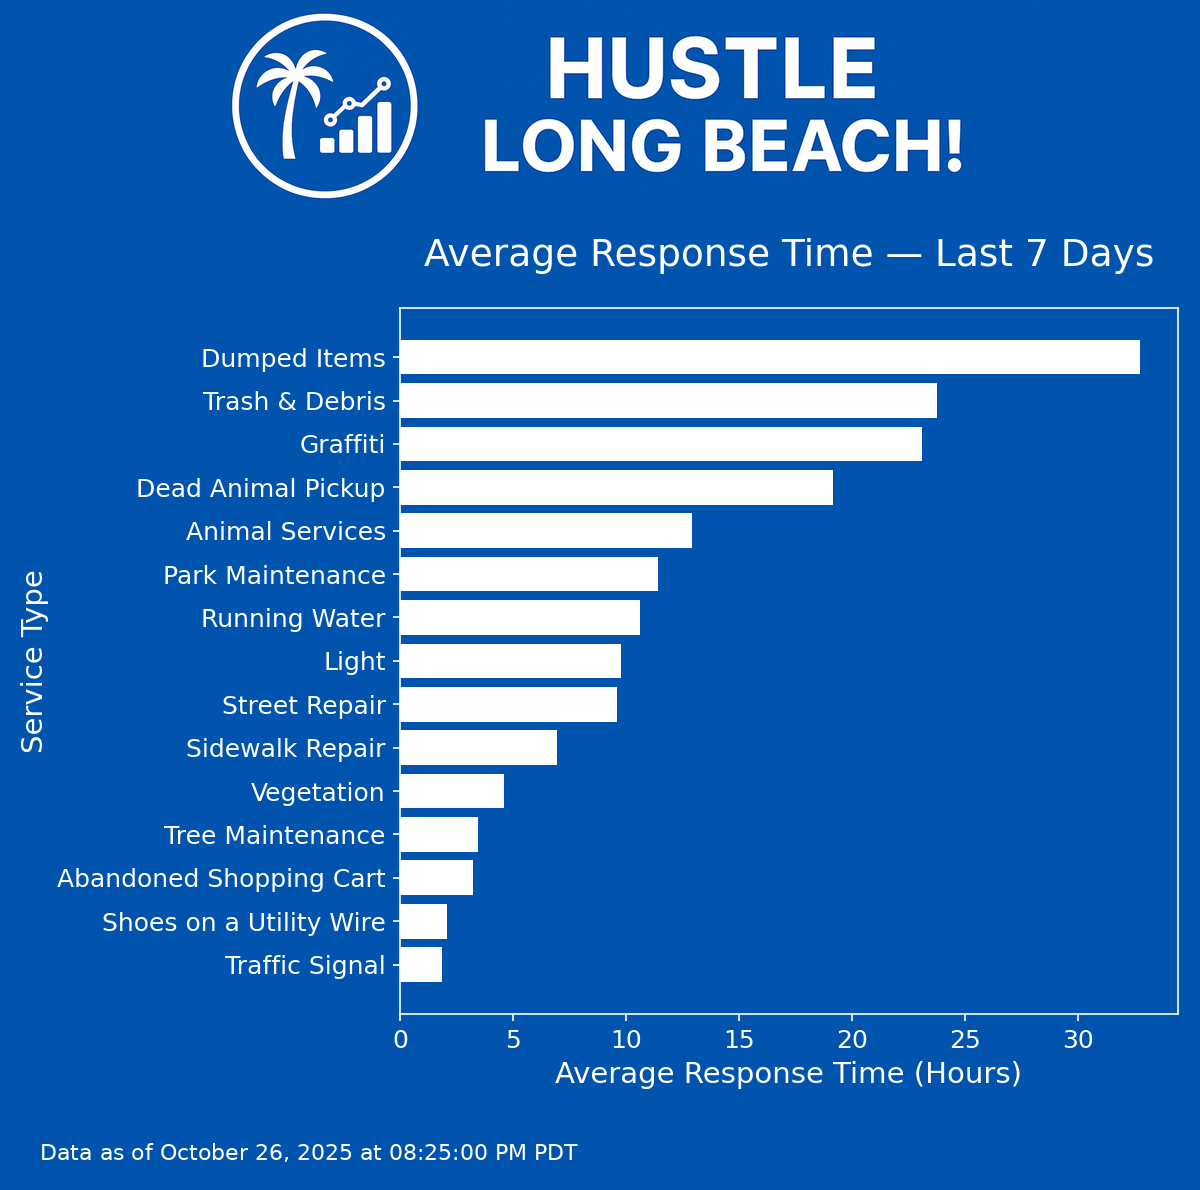 HUSTLE
LONG BEACH!
Average Response Time — Last 7 Days
Service Type
Dumped Items
Trash & Debris
Graffiti
Dead Animal Pickup
Animal Services
Park Maintenance
Running Water
Light
Street Repair
Sidewalk Repair
Vegetation
Tree Maintenance
Abandoned Shopping Cart
Shoes on a Utility Wire
Traffic Signal
0 5 10 15 20 25 30
Average Response Time (Hours)
Data as of October 26, 2025 at 08:25:00 PM PDT